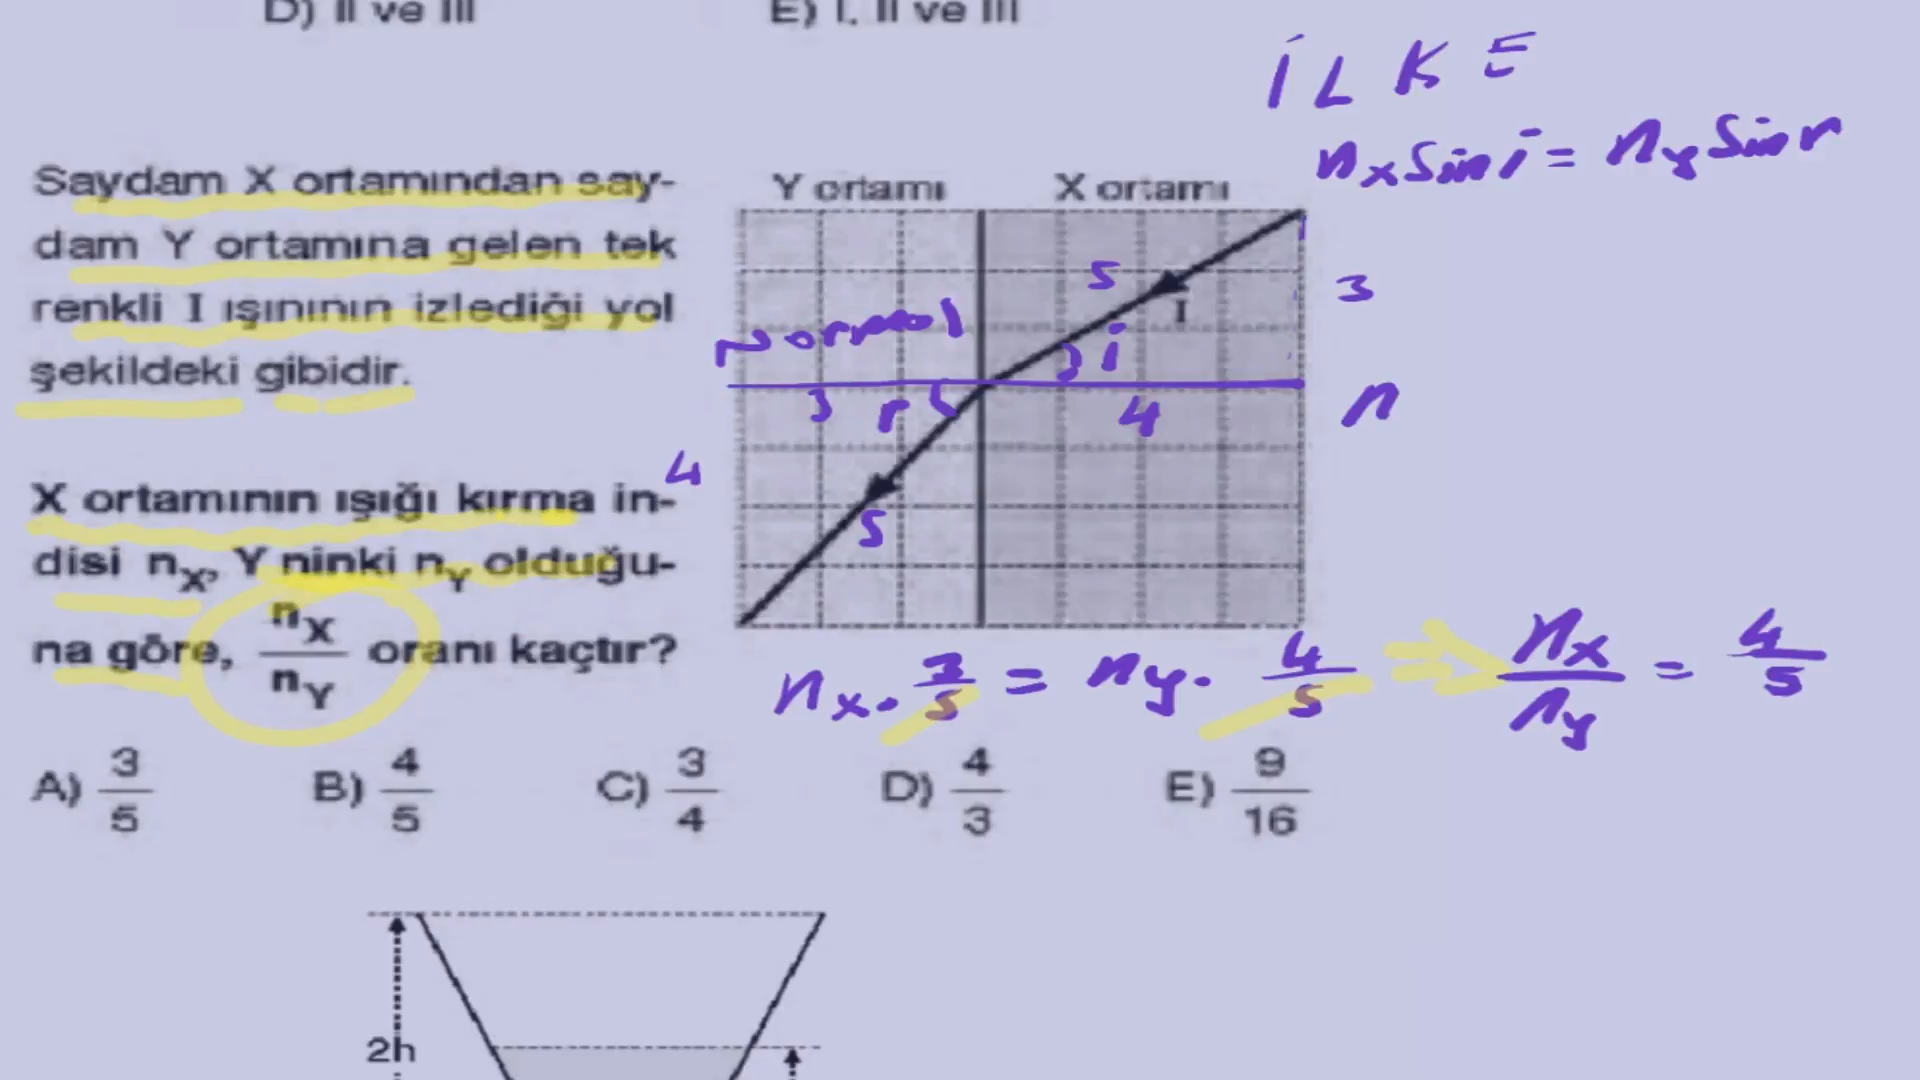 D) II ve III
E) I, II ve III
İLKE
nx Sin i = ny Sin r
Saydam X ortamından say-
dam Y ortamına gelen tek
renkli I ışınının izlediği yol
şekildeki gibidir.
X ortamının ışığı kırma in-
disi nX, Y ninki nY olduğu-
na göre, nX/nY oranı kaçtır?
Y ortamı
X ortamı
5
I
3
Normal
i
3
r
4
n
4
5
nx . 3/5 = ny . 4/5 ⇒ nx/ny = 4/5
A) 3/5
B) 4/5
C) 3/4
D) 4/3
E) 9/16
2h